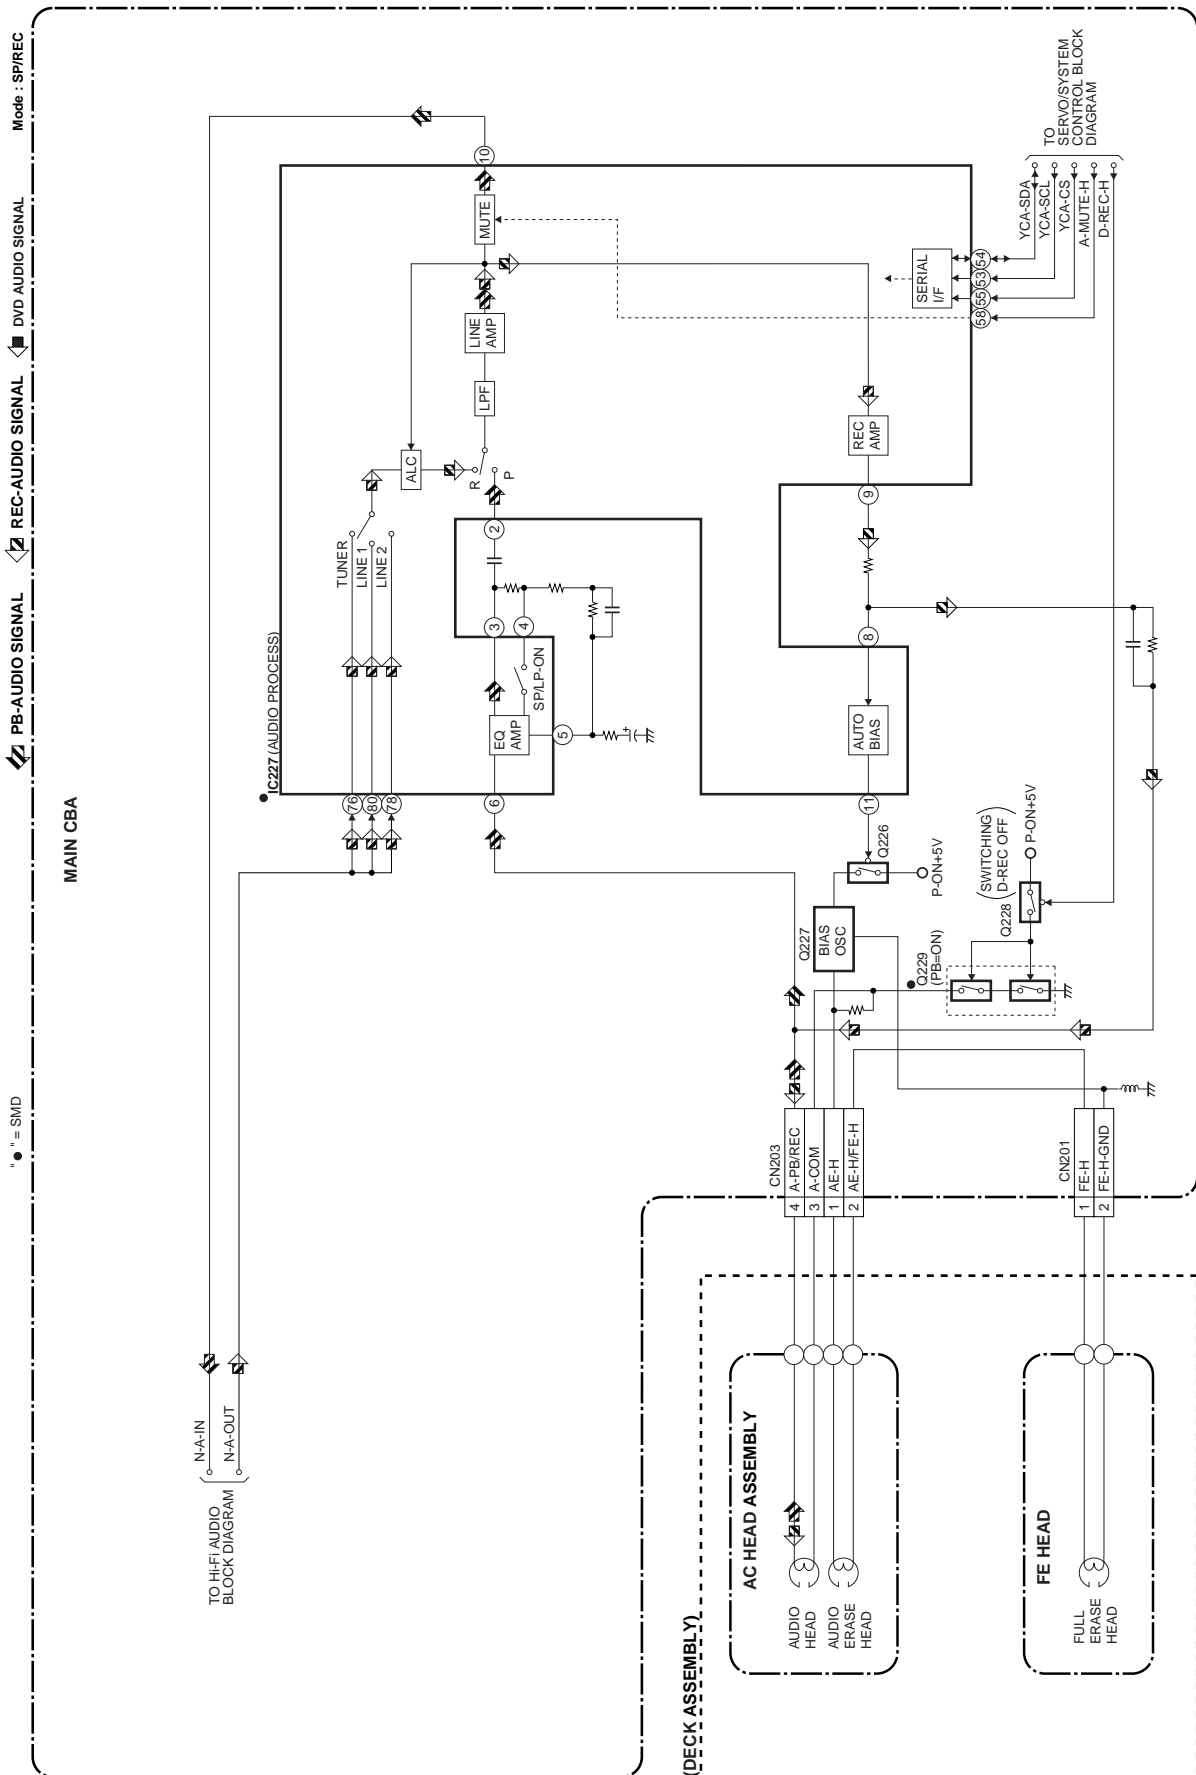 " ● " = SMD
PB-AUDIO SIGNAL
REC-AUDIO SIGNAL
DVD AUDIO SIGNAL
Mode : SP/REC
MAIN CBA
TO Hi-Fi AUDIO
BLOCK DIAGRAM
N-A-IN
N-A-OUT
● IC227 (AUDIO PROCESS)
76
80
78
TUNER
LINE 1
LINE 2
ALC
R
P
LPF
LINE
AMP
MUTE
10
6
EQ
AMP
SP/LP-ON
5
3
4
2
+
11
AUTO
BIAS
8
9
REC
AMP
SERIAL
I/F
58
55
53
54
YCA-SDA
YCA-SCL
YCA-CS
A-MUTE-H
D-REC-H
TO
SERVO/SYSTEM
CONTROL BLOCK
DIAGRAM
Q226
P-ON+5V
Q227
BIAS
OSC
● Q229
(PB=ON)
Q228
(SWITCHING
D-REC OFF)
P-ON+5V
CN203
4 A-PB/REC
3 A-COM
1 AE-H
2 AE-H/FE-H
CN201
1 FE-H
2 FE-H-GND
(DECK ASSEMBLY)
AC HEAD ASSEMBLY
AUDIO
HEAD
AUDIO
ERASE
HEAD
FE HEAD
FULL
ERASE
HEAD